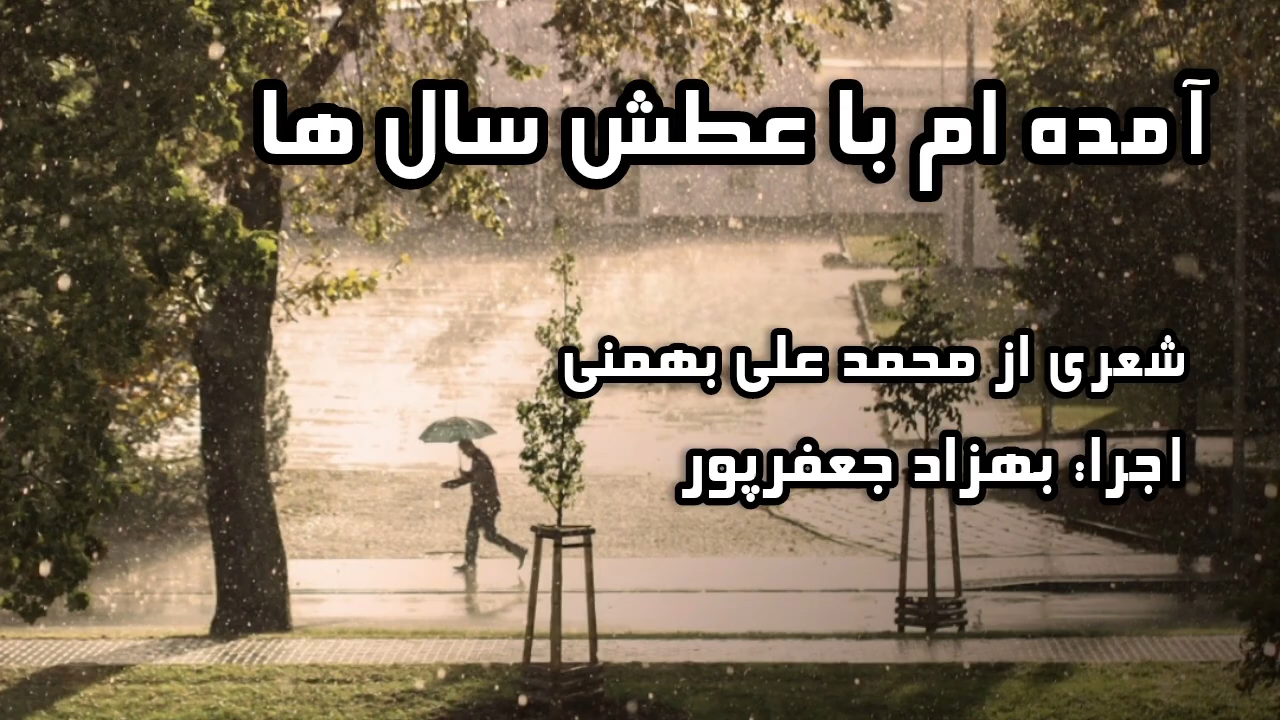 آمده ام با عطش سال ها
شعری از محمد علی بهمنی
اجرا: بهزاد جعفرپور